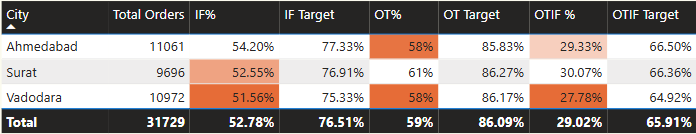 City Total Orders IF% IF Target OT% OT Target OTIF % OTIF Target
Ahmedabad 11061 54.20% 77.33% 58% 85.83% 29.33% 66.50%
Surat 9696 52.55% 76.91% 61% 86.27% 30.07% 66.36%
Vadodara 10972 51.56% 75.33% 58% 86.17% 27.78% 64.92%
Total 31729 52.78% 76.51% 59% 86.09% 29.02% 65.91%